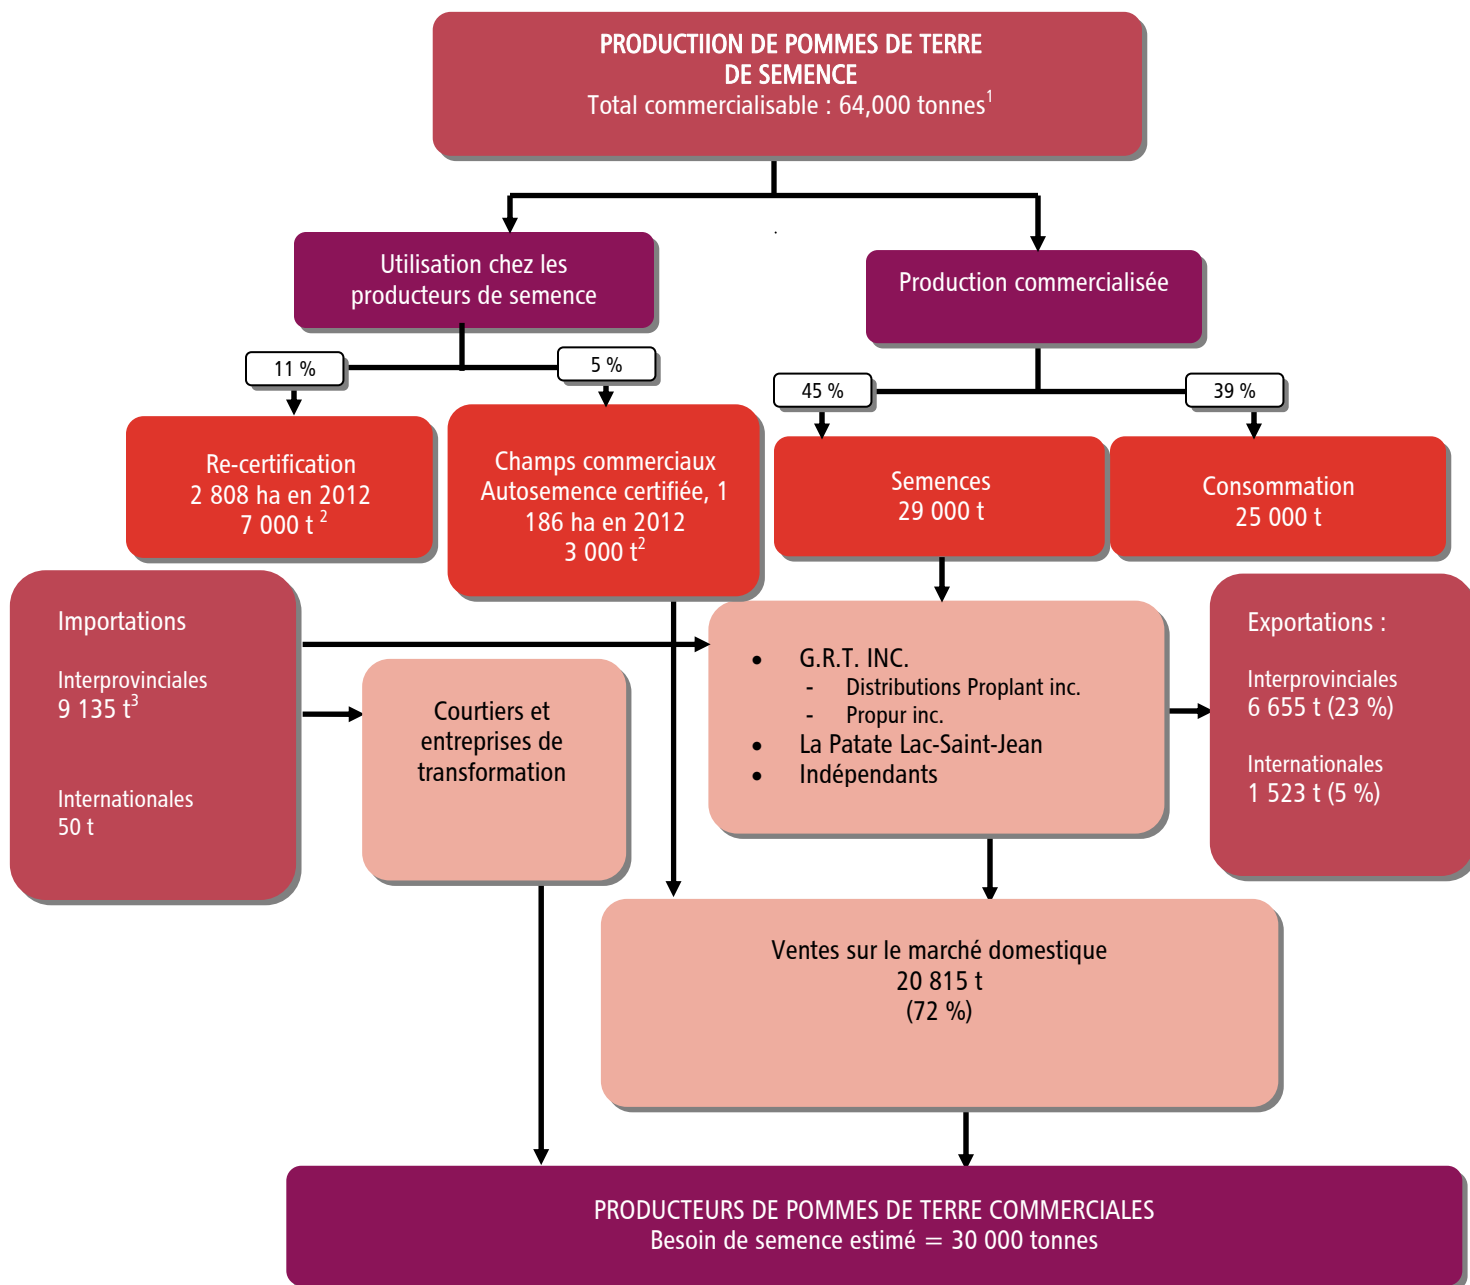 PRODUCTIION DE POMMES DE TERRE
DE SEMENCE
Total commercialisable : 64,000 tonnes¹
Utilisation chez les
producteurs de semence
Production commercialisée
11 %
5 %
45 %
39 %
Re-certification
2 808 ha en 2012
7 000 t ²
Champs commerciaux
Autosemence certifiée, 1
186 ha en 2012
3 000 t²
Semences
29 000 t
Consommation
25 000 t
Importations
Interprovinciales
9 135 t³
Internationales
50 t
Courtiers et
entreprises de
transformation
• G.R.T. INC.
- Distributions Proplant inc.
- Propur inc.
• La Patate Lac-Saint-Jean
• Indépendants
Exportations :
Interprovinciales
6 655 t (23 %)
Internationales
1 523 t (5 %)
Ventes sur le marché domestique
20 815 t
(72 %)
PRODUCTEURS DE POMMES DE TERRE COMMERCIALES
Besoin de semence estimé = 30 000 tonnes